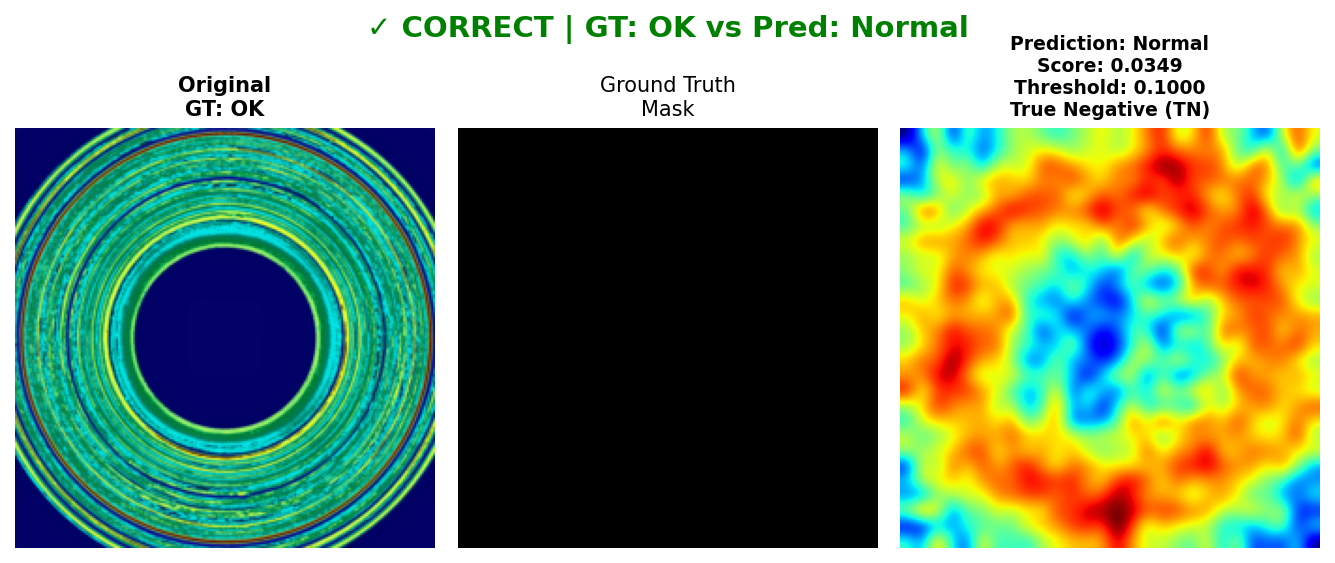 ✓ CORRECT | GT: OK vs Pred: Normal
Original
GT: OK
Ground Truth
Mask
Prediction: Normal
Score: 0.0349
Threshold: 0.1000
True Negative (TN)